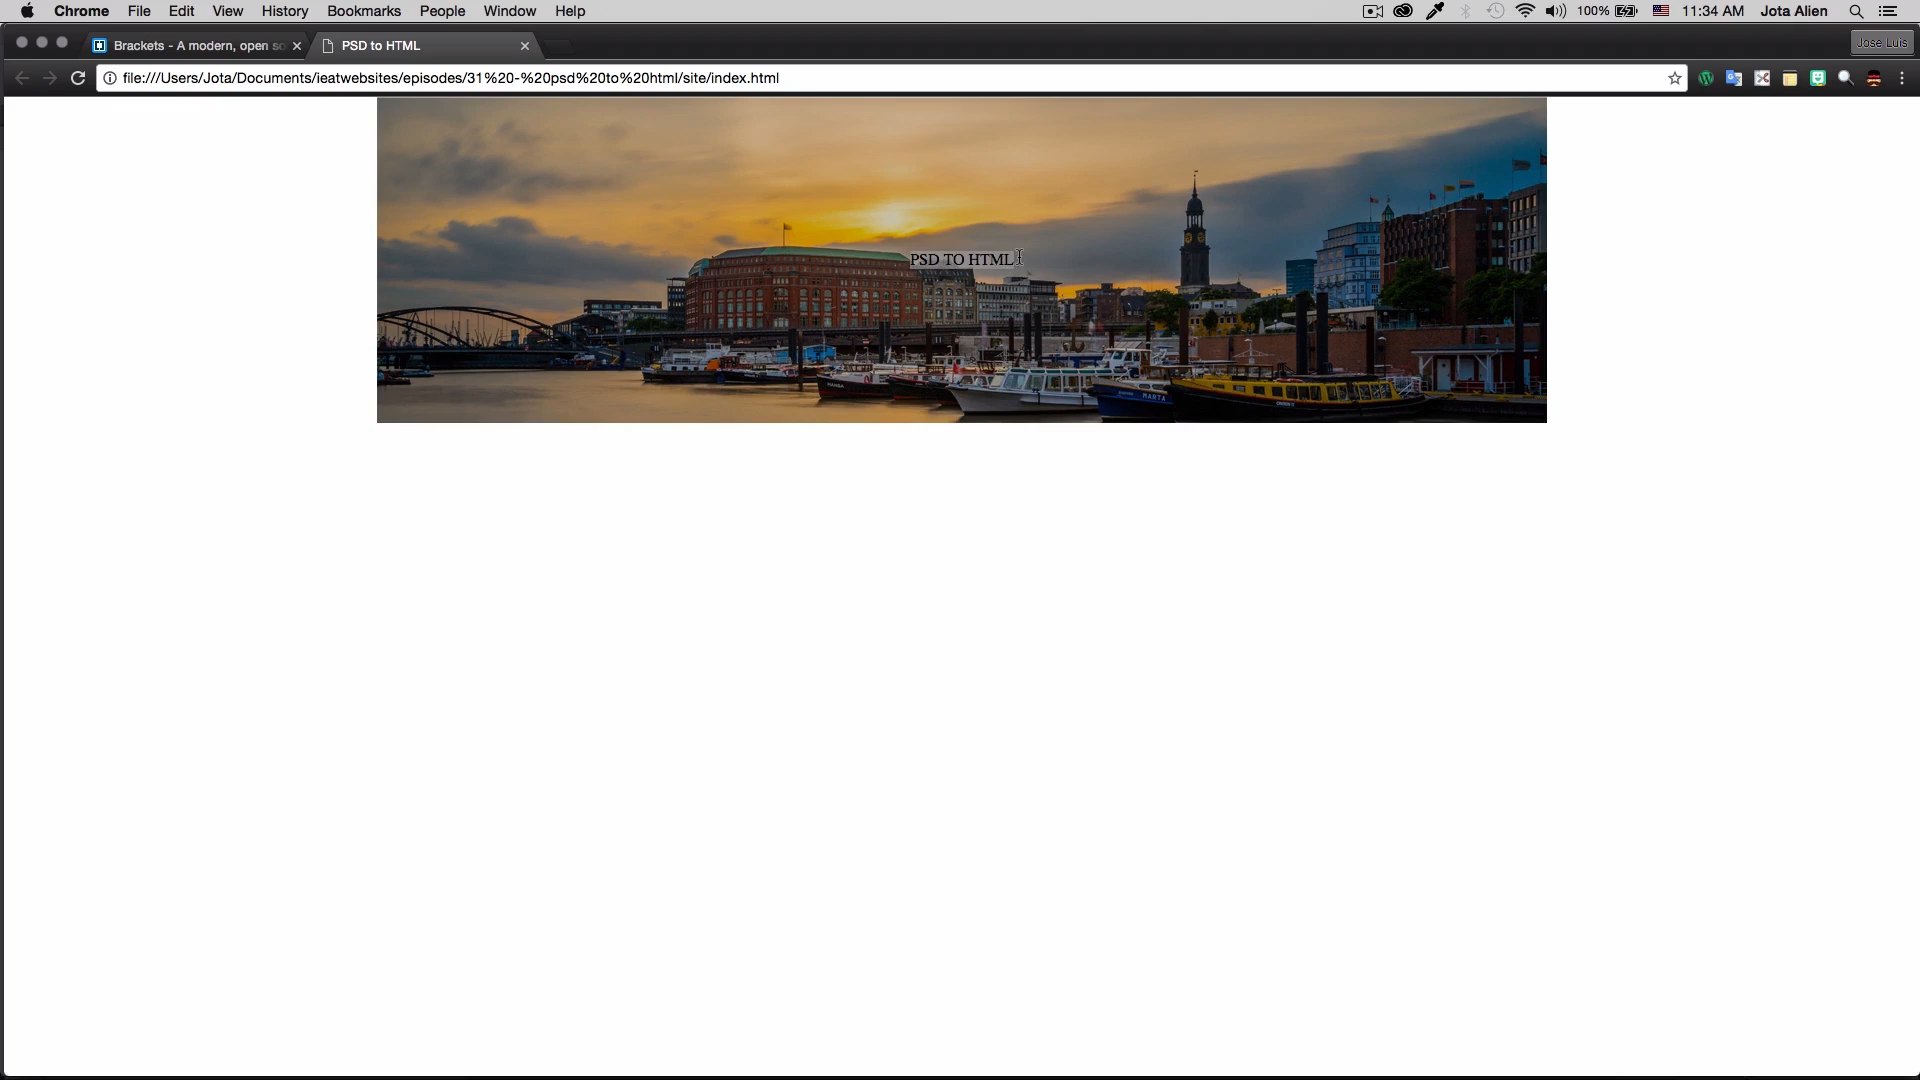 Chrome File Edit View History Bookmarks People Window Help 100% 11:34 AM Jota Alien
Brackets - A modern, open so
PSD to HTML
Jose Luis
file:///Users/Jota/Documents/ieatwebsites/episodes/31%20-%20psd%20to%20html/site/index.html
PSD TO HTML
HANSA
MARTA